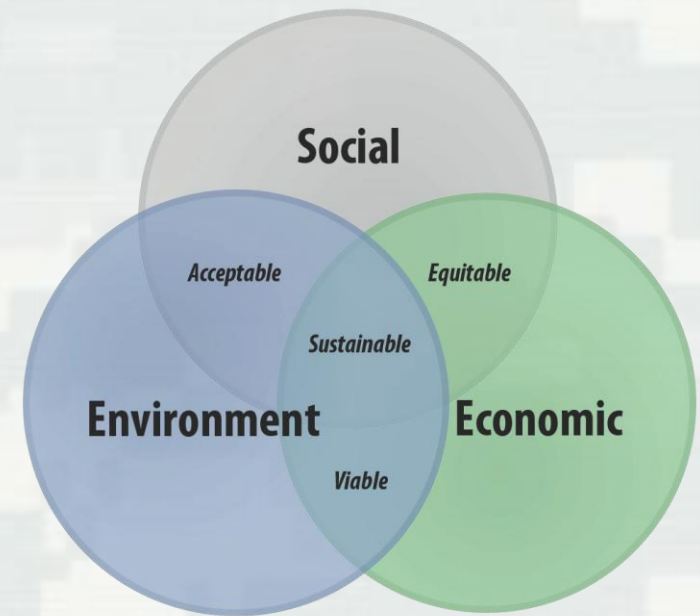 Social
Acceptable
Equitable
Sustainable
Environment
Economic
Viable